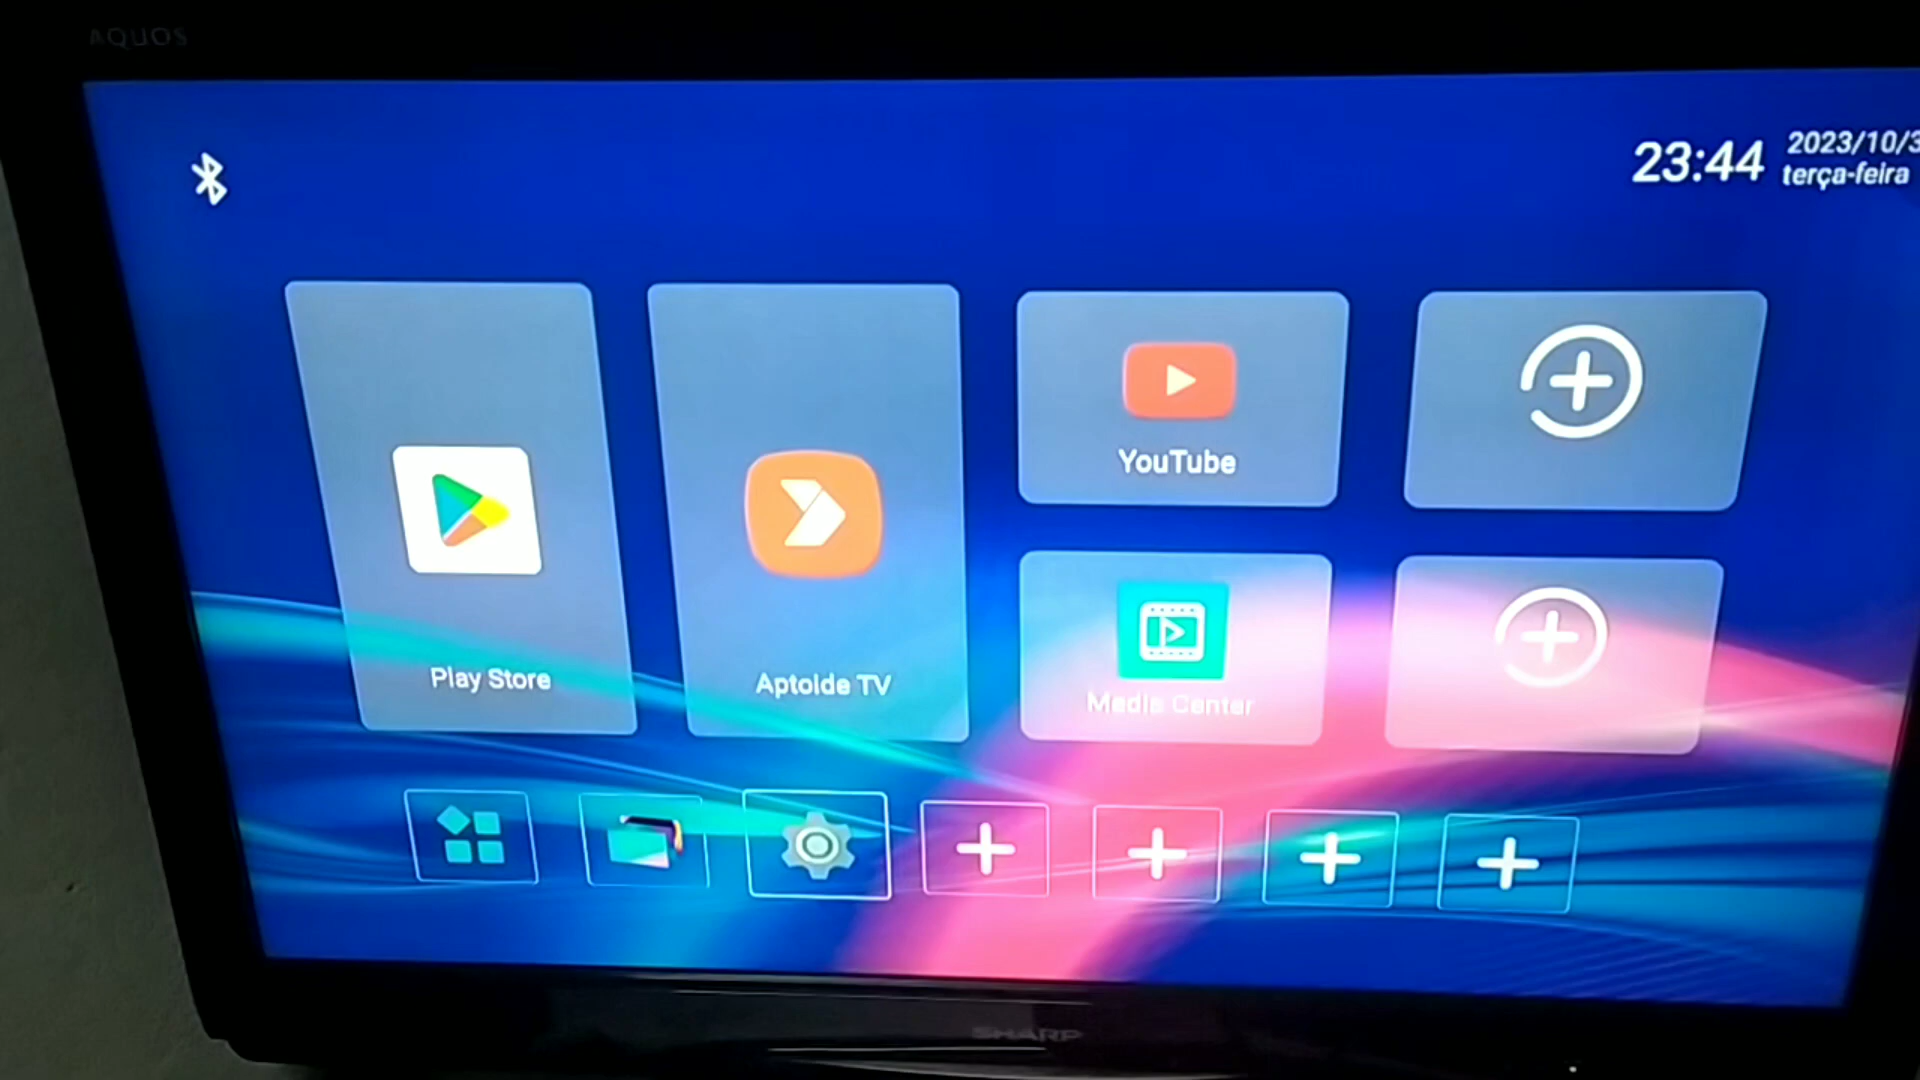 AQUOS
23:44
2023/10/3
terça-feira
YouTube
Play Store
Aptoide TV
Media Center
SHARP